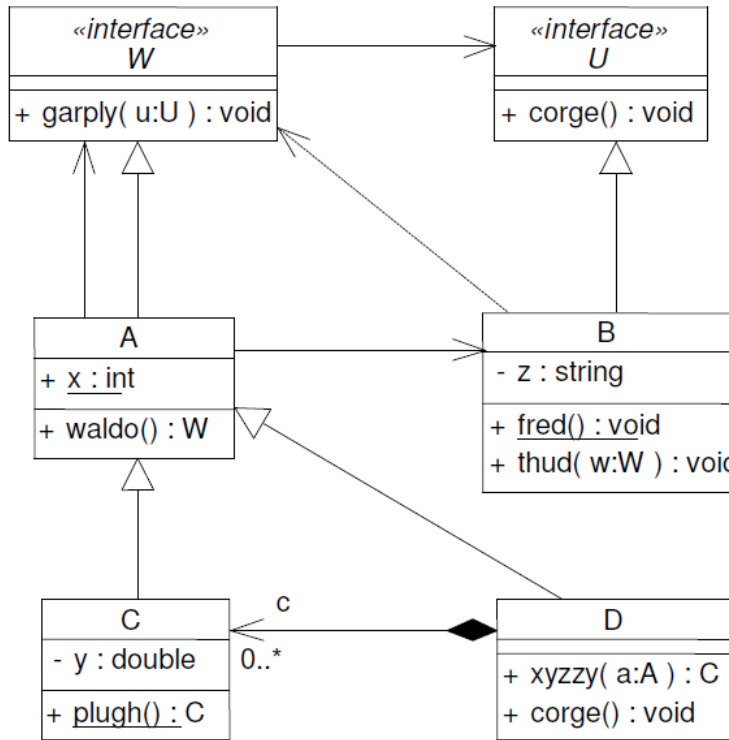 «interface»
W
+ garply( u:U ) : void
«interface»
U
+ corge() : void
A
+ x : int
+ waldo() : W
B
- z : string
+ fred() : void
+ thud( w:W ) : void
C
- y : double
+ plugh() : C
c
0..*
D
+ xyzzy( a:A ) : C
+ corge() : void